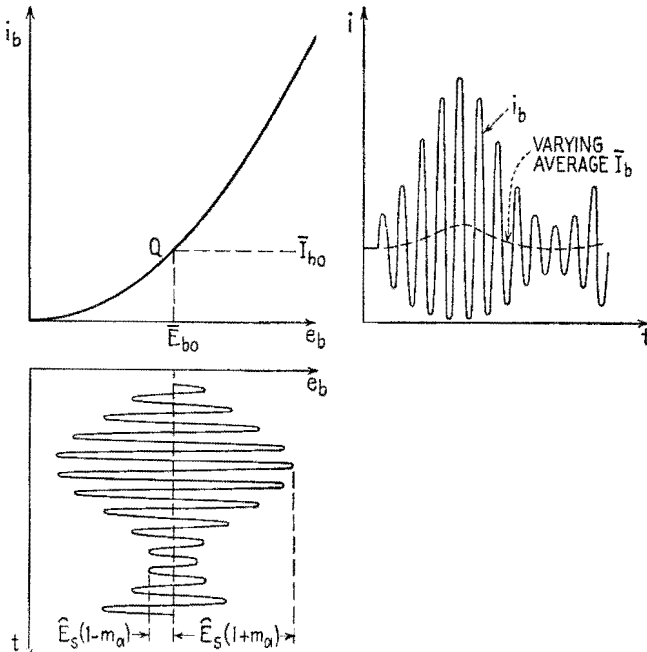 i_b
Q
Ī_bo
Ē_bo
e_b
i
i_b
VARYING
AVERAGE Ī_b
t
e_b
t
Ê_s(1-m_a)
Ê_s(1+m_a)